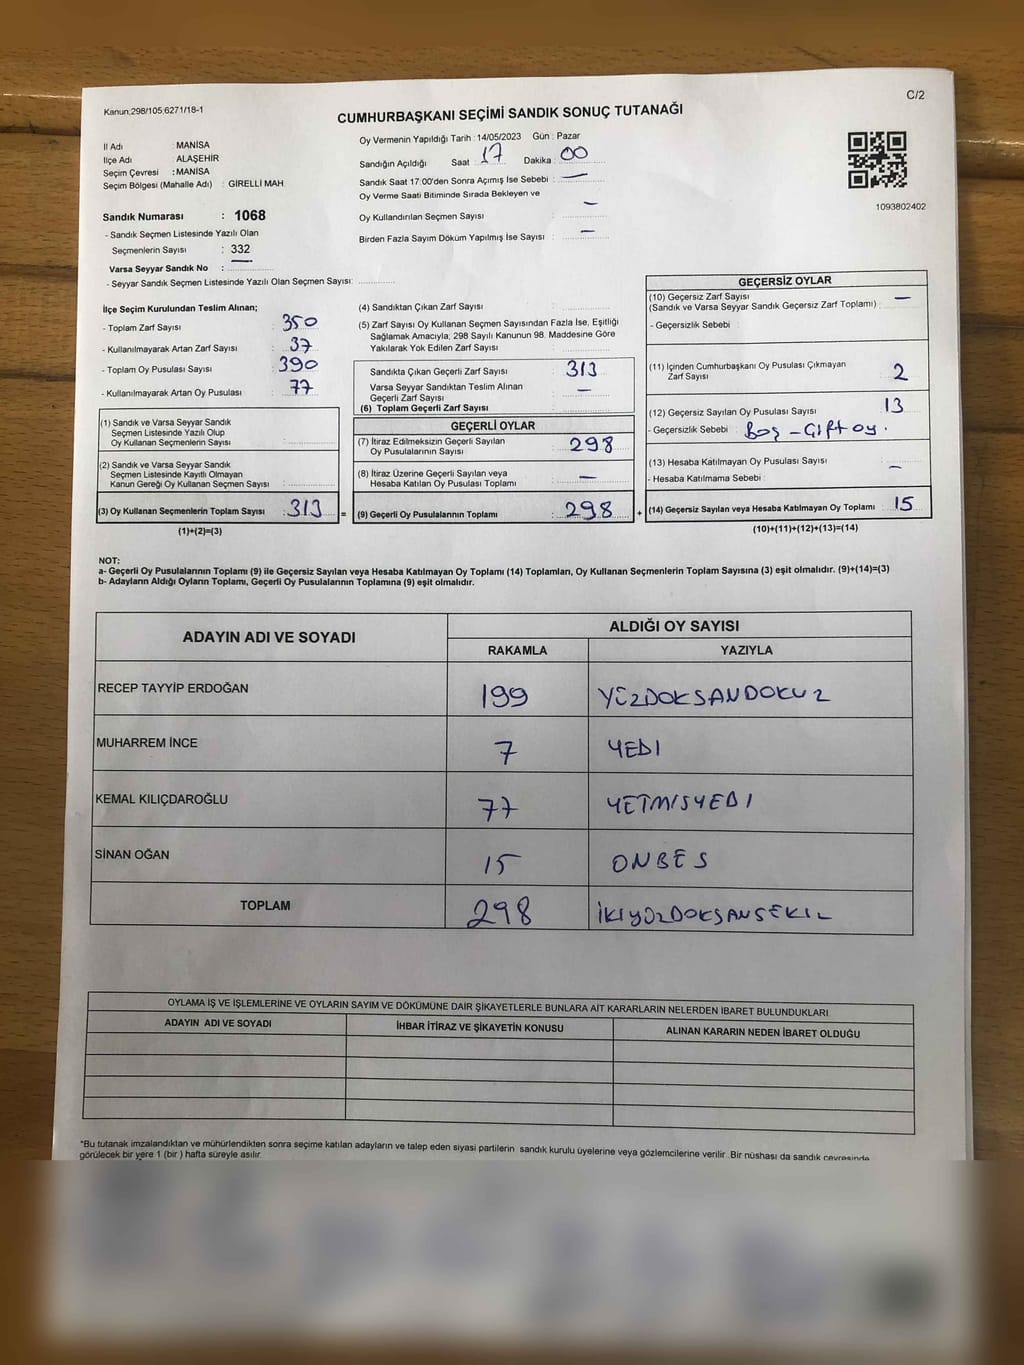 Kanun:298/105;6271/18-1
C/2
CUMHURBAŞKANI SEÇİMİ SANDIK SONUÇ TUTANAĞI
İl Adı : MANİSA
İlçe Adı : ALAŞEHİR
Seçim Çevresi : MANİSA
Seçim Bölgesi (Mahalle Adı) : GİRELLİ MAH
Sandık Numarası : 1068
- Sandık Seçmen Listesinde Yazılı Olan
Seçmenlerin Sayısı : 332
Varsa Seyyar Sandık No : —
- Seyyar Sandık Seçmen Listesinde Yazılı Olan Seçmen Sayısı:
Oy Vermenin Yapıldığı Tarih : 14/05/2023 Gün : Pazar
Sandığın Açıldığı Saat : 17 Dakika : 00
Sandık Saat 17:00'den Sonra Açımış İse Sebebi : —
Oy Verme Saati Bitiminde Sırada Bekleyen ve
Oy Kullandırılan Seçmen Sayısı : —
Birden Fazla Sayım Döküm Yapılmış İse Sayısı : —
1093802402
İlçe Seçim Kurulundan Teslim Alınan;
- Toplam Zarf Sayısı : 350
- Kullanılmayarak Artan Zarf Sayısı : 37
- Toplam Oy Pusulası Sayısı : 390
- Kullanılmayarak Artan Oy Pusulası : 77
(1) Sandık ve Varsa Seyyar Sandık
Seçmen Listesinde Yazılı Olup
Oy Kullanan Seçmenlerin Sayısı :
(2) Sandık ve Varsa Seyyar Sandık
Seçmen Listesinde Kayıtlı Olmayan
Kanun Gereği Oy Kullanan Seçmen Sayısı :
(3) Oy Kullanan Seçmenlerin Toplam Sayısı : 313 =
(1)+(2)=(3)
(4) Sandıktan Çıkan Zarf Sayısı :
(5) Zarf Sayısı Oy Kullanan Seçmen Sayısından Fazla İse, Eşitliği
Sağlamak Amacıyla; 298 Sayılı Kanunun 98. Maddesine Göre
Yakılarak Yok Edilen Zarf Sayısı :
Sandıkta Çıkan Geçerli Zarf Sayısı : 313
Varsa Seyyar Sandıktan Teslim Alınan
Geçerli Zarf Sayısı : —
(6) Toplam Geçerli Zarf Sayısı :
GEÇERLİ OYLAR
(7) İtiraz Edilmeksizin Geçerli Sayılan
Oy Pusulalarının Sayısı : 298
(8) İtiraz Üzerine Geçerli Sayılan veya
Hesaba Katılan Oy Pusulası Toplamı : —
(9) Geçerli Oy Pusulalarının Toplamı : 298 +
GEÇERSİZ OYLAR
(10) Geçersiz Zarf Sayısı : —
(Sandık ve Varsa Seyyar Sandık Geçersiz Zarf Toplamı)
- Geçersizlik Sebebi :
(11) İçinden Cumhurbaşkanı Oy Pusulası Çıkmayan
Zarf Sayısı : 2
(12) Geçersiz Sayılan Oy Pusulası Sayısı : 13
- Geçersizlik Sebebi : Boş - Çift oy.
(13) Hesaba Katılmayan Oy Pusulası Sayısı : —
- Hesaba Katılmama Sebebi :
(14) Geçersiz Sayılan veya Hesaba Katılmayan Oy Toplamı : 15
(10)+(11)+(12)+(13)=(14)
NOT:
a- Geçerli Oy Pusulalarının Toplamı (9) ile Geçersiz Sayılan veya Hesaba Katılmayan Oy Toplamı (14) Toplamları, Oy Kullanan Seçmenlerin Toplam Sayısına (3) eşit olmalıdır. (9)+(14)=(3)
b- Adayların Aldığı Oyların Toplamı, Geçerli Oy Pusulalarının Toplamına (9) eşit olmalıdır.
ADAYIN ADI VE SOYADI
ALDIĞI OY SAYISI
RAKAMLA YAZIYLA
RECEP TAYYİP ERDOĞAN 199 YÜZDOKSANDOKUZ
MUHARREM İNCE 7 YEDİ
KEMAL KILIÇDAROĞLU 77 YETMİSYEDİ
SİNAN OĞAN 15 ONBES
TOPLAM 298 İKİYÜZDOKSANSEKİZ
OYLAMA İŞ VE İŞLEMLERİNE VE OYLARIN SAYIM VE DÖKÜMÜNE DAİR ŞİKAYETLERLE BUNLARA AİT KARARLARIN NELERDEN İBARET BULUNDUKLARI
ADAYIN ADI VE SOYADI İHBAR İTİRAZ VE ŞİKAYETİN KONUSU ALINAN KARARIN NEDEN İBARET OLDUĞU
*Bu tutanak imzalandıktan ve mühürlendikten sonra seçime katılan adayların ve talep eden siyasi partilerin sandık kurulu üyelerine veya gözlemcilerine verilir. Bir nüshası da sandık çevresinde
görülecek bir yere 1 (bir) hafta süreyle asılır.